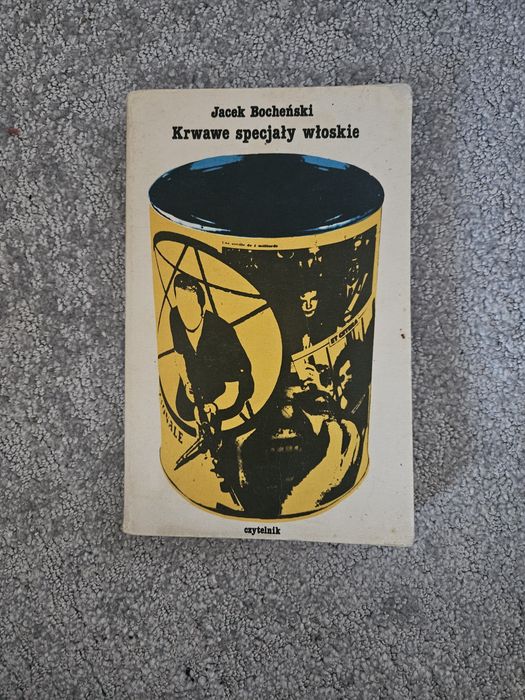 Jacek Bocheński
Krwawe specjały włoskie
czytelnik